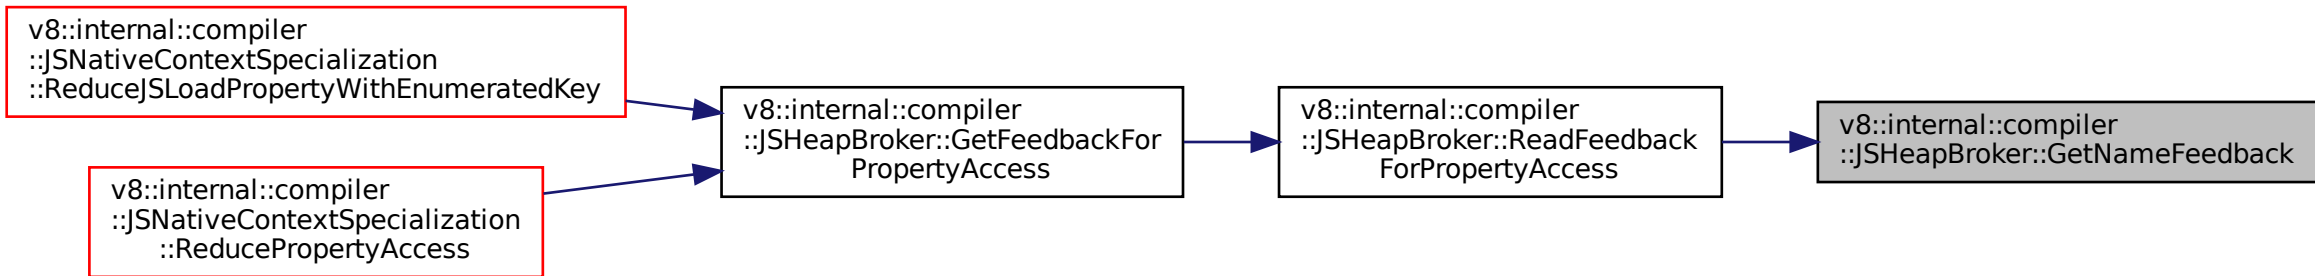 v8::internal::compiler
::JSNativeContextSpecialization
::ReduceJSLoadPropertyWithEnumeratedKey
v8::internal::compiler
::JSNativeContextSpecialization
::ReducePropertyAccess
v8::internal::compiler
::JSHeapBroker::GetFeedbackFor
PropertyAccess
v8::internal::compiler
::JSHeapBroker::ReadFeedback
ForPropertyAccess
v8::internal::compiler
::JSHeapBroker::GetNameFeedback